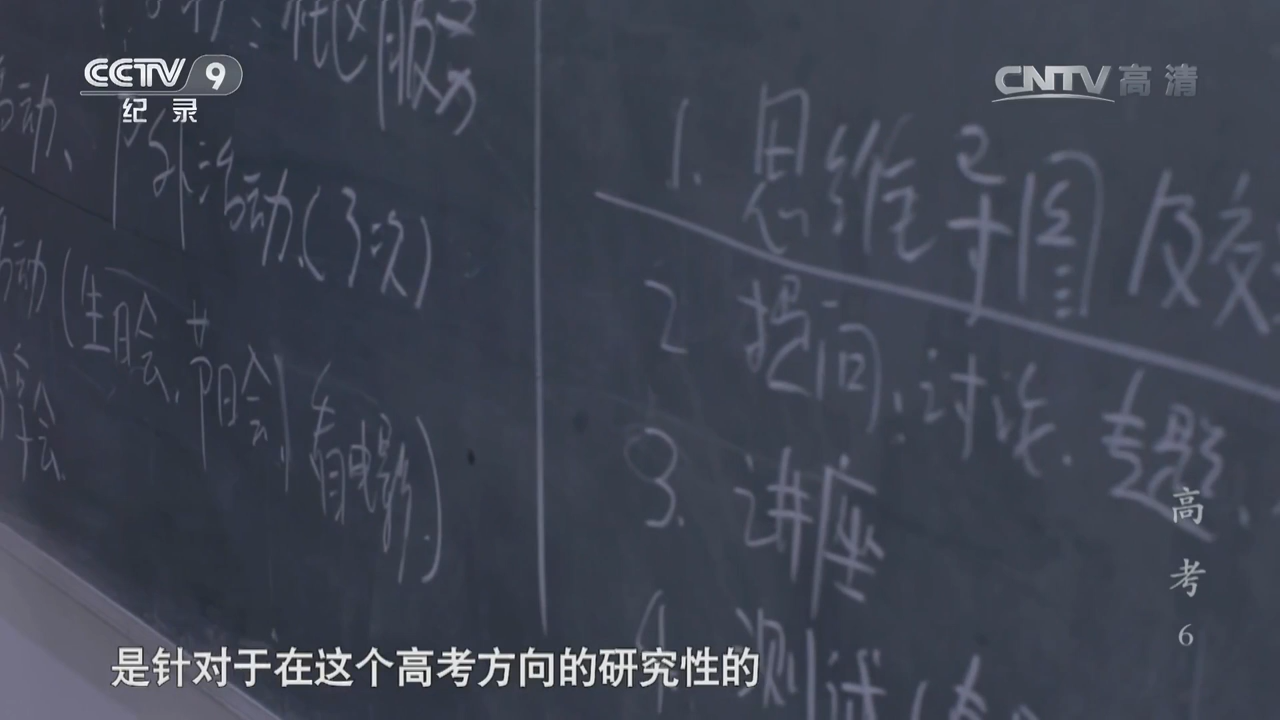 CCTV 9
纪录
CNTV 高清
户外活动(3次)
动(生日会、节日会)看电影)
1. 思维导图及
2 提问,讨论.专题
3. 讲座
4. 测试
高考6
是针对于在这个高考方向的研究性的